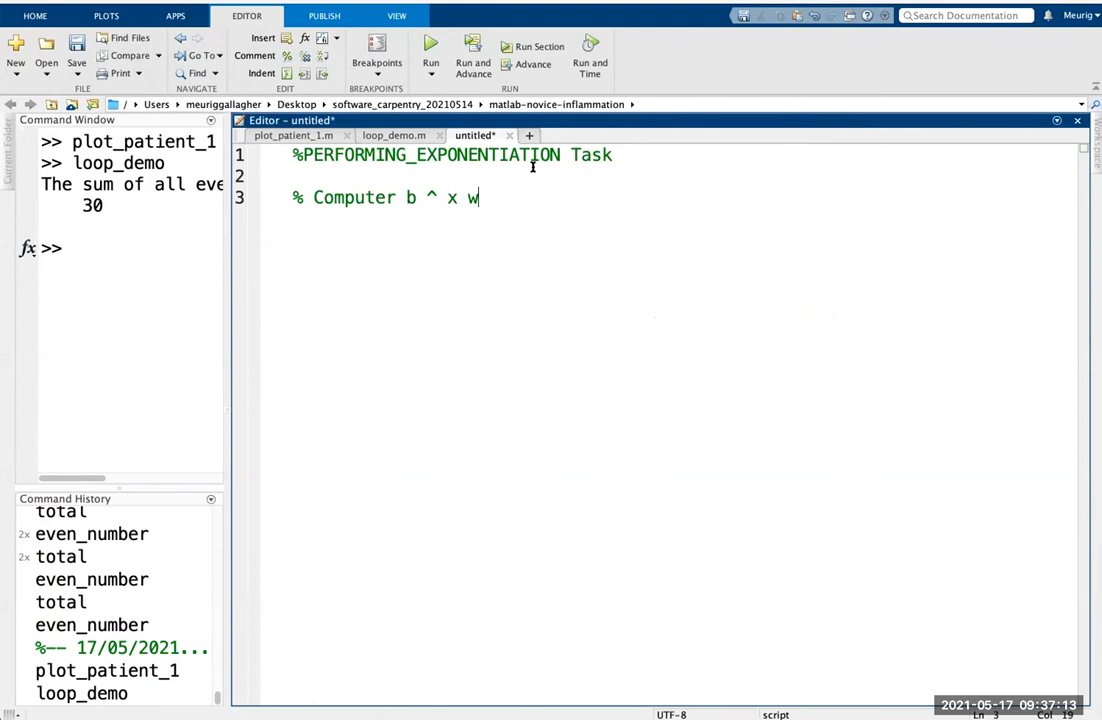 HOME PLOTS APPS EDITOR PUBLISH VIEW Search Documentation Meurig
New Open Save Find Files Compare Print Go To Find Insert fx Comment Indent Breakpoints Run Run and Advance Run Section Advance Run and Time
FILE NAVIGATE EDIT BREAKPOINTS RUN
/ Users meuriggallagher Desktop software_carpentry_20210514 matlab-novice-inflammation
Current Folder
Command Window
>> plot_patient_1
>> loop_demo
The sum of all eve
30
fx >>
Command History
total
2x even_number
2x total
even_number
total
even_number
%-- 17/05/2021...
plot_patient_1
loop_demo
Editor - untitled*
plot_patient_1.m loop_demo.m untitled* +
1 %PERFORMING_EXPONENTIATION Task
2
3 % Computer b ^ x w
Workspace
2021-05-17 09:37:13
UTF-8 script Ln 3 Col 19